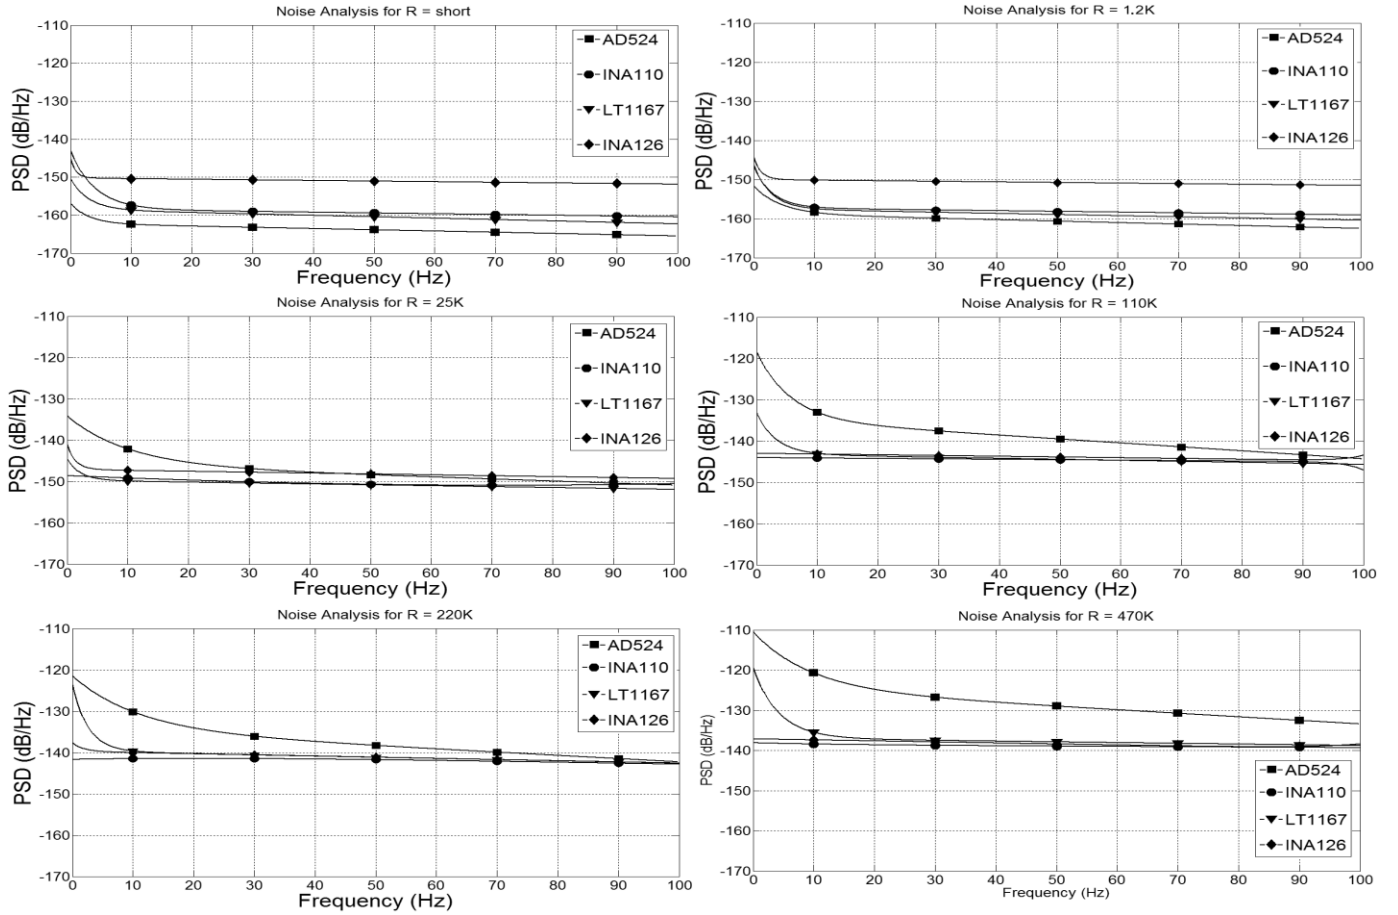 Noise Analysis for R = short
-110
-120
-130
-140
-150
-160
-170
PSD (dB/Hz)
AD524
INA110
LT1167
INA126
0 10 20 30 40 50 60 70 80 90 100
Frequency (Hz)
Noise Analysis for R = 1.2K
-110
-120
-130
-140
-150
-160
-170
PSD (dB/Hz)
AD524
INA110
LT1167
INA126
0 10 20 30 40 50 60 70 80 90 100
Frequency (Hz)
Noise Analysis for R = 25K
-110
-120
-130
-140
-150
-160
-170
PSD (dB/Hz)
AD524
INA110
LT1167
INA126
0 10 20 30 40 50 60 70 80 90 100
Frequency (Hz)
Noise Analysis for R = 110K
-110
-120
-130
-140
-150
-160
-170
PSD (dB/Hz)
AD524
INA110
LT1167
INA126
0 10 20 30 40 50 60 70 80 90 100
Frequency (Hz)
Noise Analysis for R = 220K
-110
-120
-130
-140
-150
-160
-170
PSD (dB/Hz)
AD524
INA110
LT1167
INA126
0 10 20 30 40 50 60 70 80 90 100
Frequency (Hz)
Noise Analysis for R = 470K
-110
-120
-130
-140
-150
-160
-170
PSD (dB/Hz)
AD524
INA110
LT1167
INA126
0 10 20 30 40 50 60 70 80 90 100
Frequency (Hz)